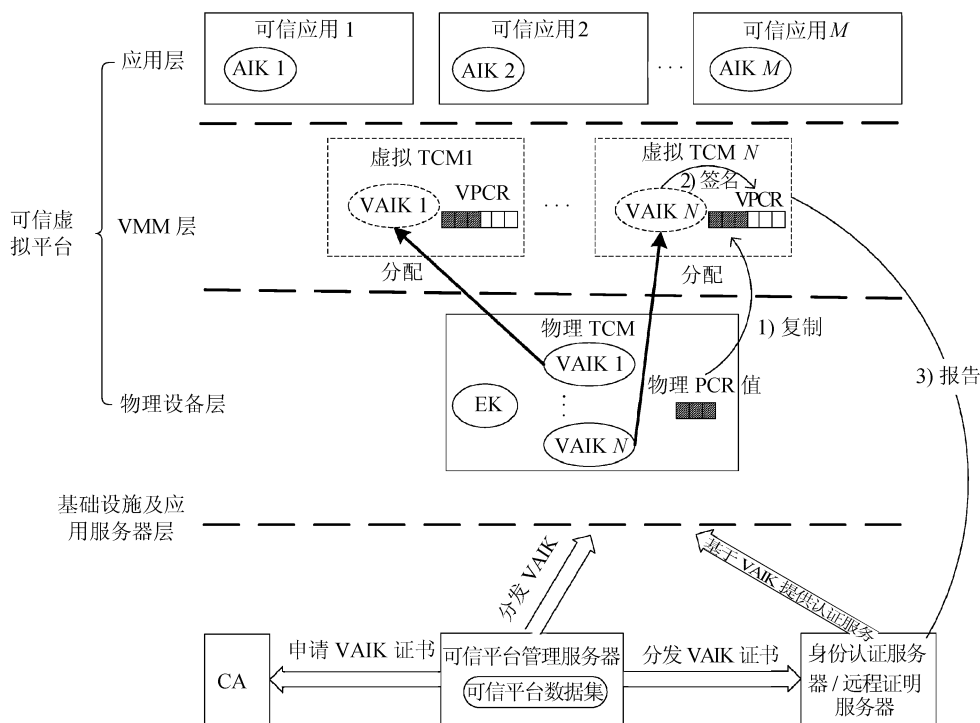 可信应用 1
可信应用 2
可信应用 M
应用层
AIK 1
AIK 2
· · ·
AIK M
虚拟 TCM1
虚拟 TCM N
2) 签名
VPCR
VPCR
VAIK 1
· · ·
VAIK N
可信虚
拟平台
VMM 层
分配
分配
物理 TCM
1) 复制
VAIK 1
3) 报告
物理 PCR 值
物理设备层
EK
VAIK N
基础设施及应
用服务器层
分发 VAIK
基于 VAIK 提供认证服务
CA
申请 VAIK 证书
可信平台管理服务器
可信平台数据集
分发 VAIK 证书
身份认证服务
器 / 远程证明
服务器